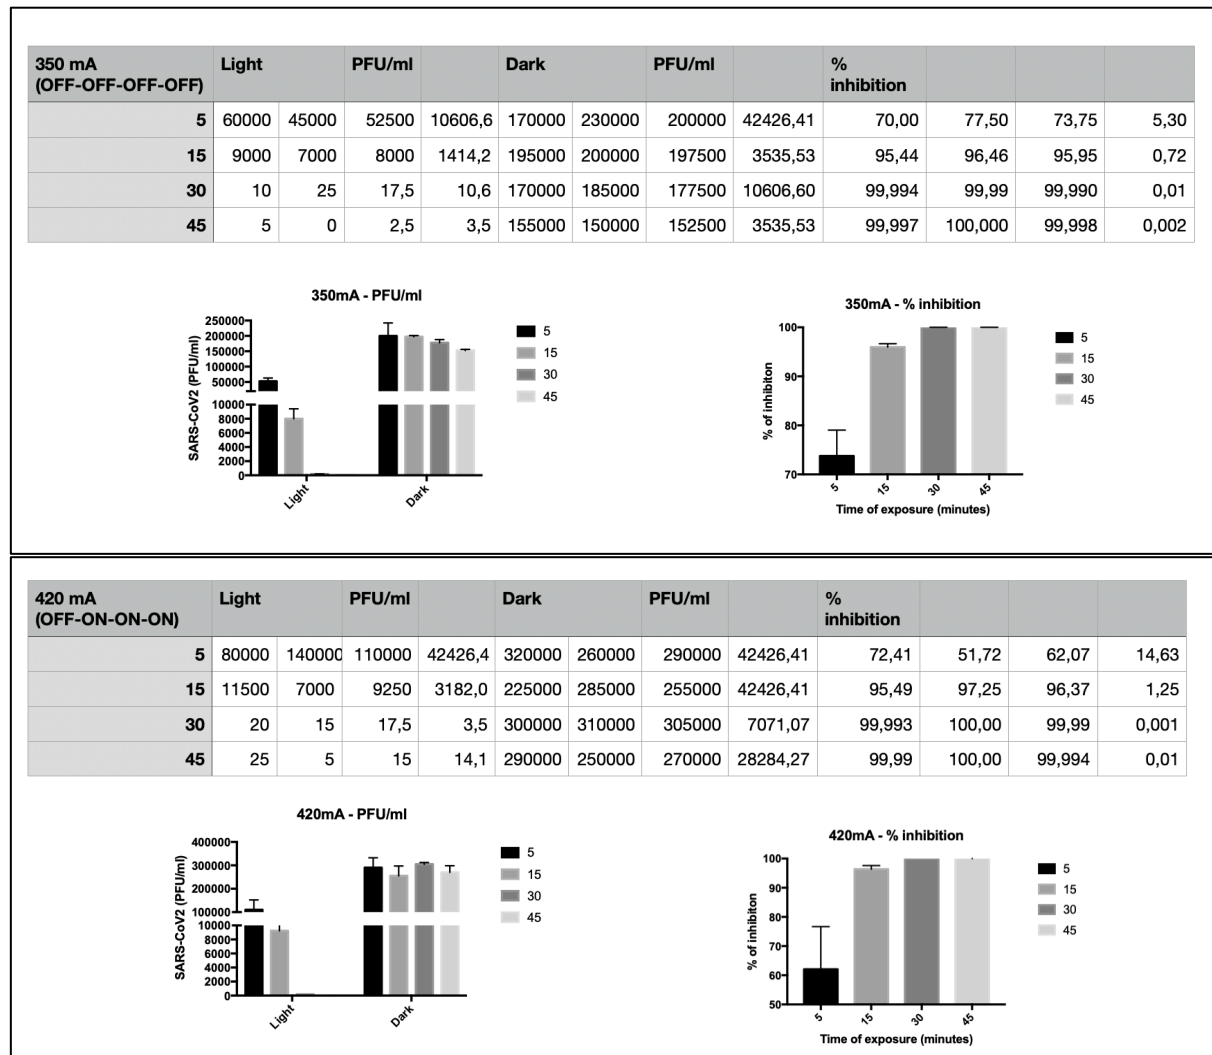 350 mA
(OFF-OFF-OFF-OFF) Light PFU/ml Dark PFU/ml %
inhibition
5 60000 45000 52500 10606,6 170000 230000 200000 42426,41 70,00 77,50 73,75 5,30
15 9000 7000 8000 1414,2 195000 200000 197500 3535,53 95,44 96,46 95,95 0,72
30 10 25 17,5 10,6 170000 185000 177500 10606,60 99,994 99,99 99,990 0,01
45 5 0 2,5 3,5 155000 150000 152500 3535,53 99,997 100,000 99,998 0,002
350mA - PFU/ml
SARS-CoV2 (PFU/ml)
250000
200000
150000
100000
50000
10000
8000
6000
4000
2000
0
Light
Dark
5
15
30
45
350mA - % inhibition
% of inhibiton
100
90
80
70
5
15
30
45
Time of exposure (minutes)
5
15
30
45
420 mA
(OFF-ON-ON-ON) Light PFU/ml Dark PFU/ml %
inhibition
5 80000 140000 110000 42426,4 320000 260000 290000 42426,41 72,41 51,72 62,07 14,63
15 11500 7000 9250 3182,0 225000 285000 255000 42426,41 95,49 97,25 96,37 1,25
30 20 15 17,5 3,5 300000 310000 305000 7071,07 99,993 100,00 99,99 0,001
45 25 5 15 14,1 290000 250000 270000 28284,27 99,99 100,00 99,994 0,01
420mA - PFU/ml
SARS-CoV2 (PFU/ml)
400000
300000
200000
100000
10000
8000
6000
4000
2000
0
Light
Dark
5
15
30
45
420mA - % inhibition
% of inhibiton
100
90
80
70
60
50
5
15
30
45
Time of exposure (minutes)
5
15
30
45